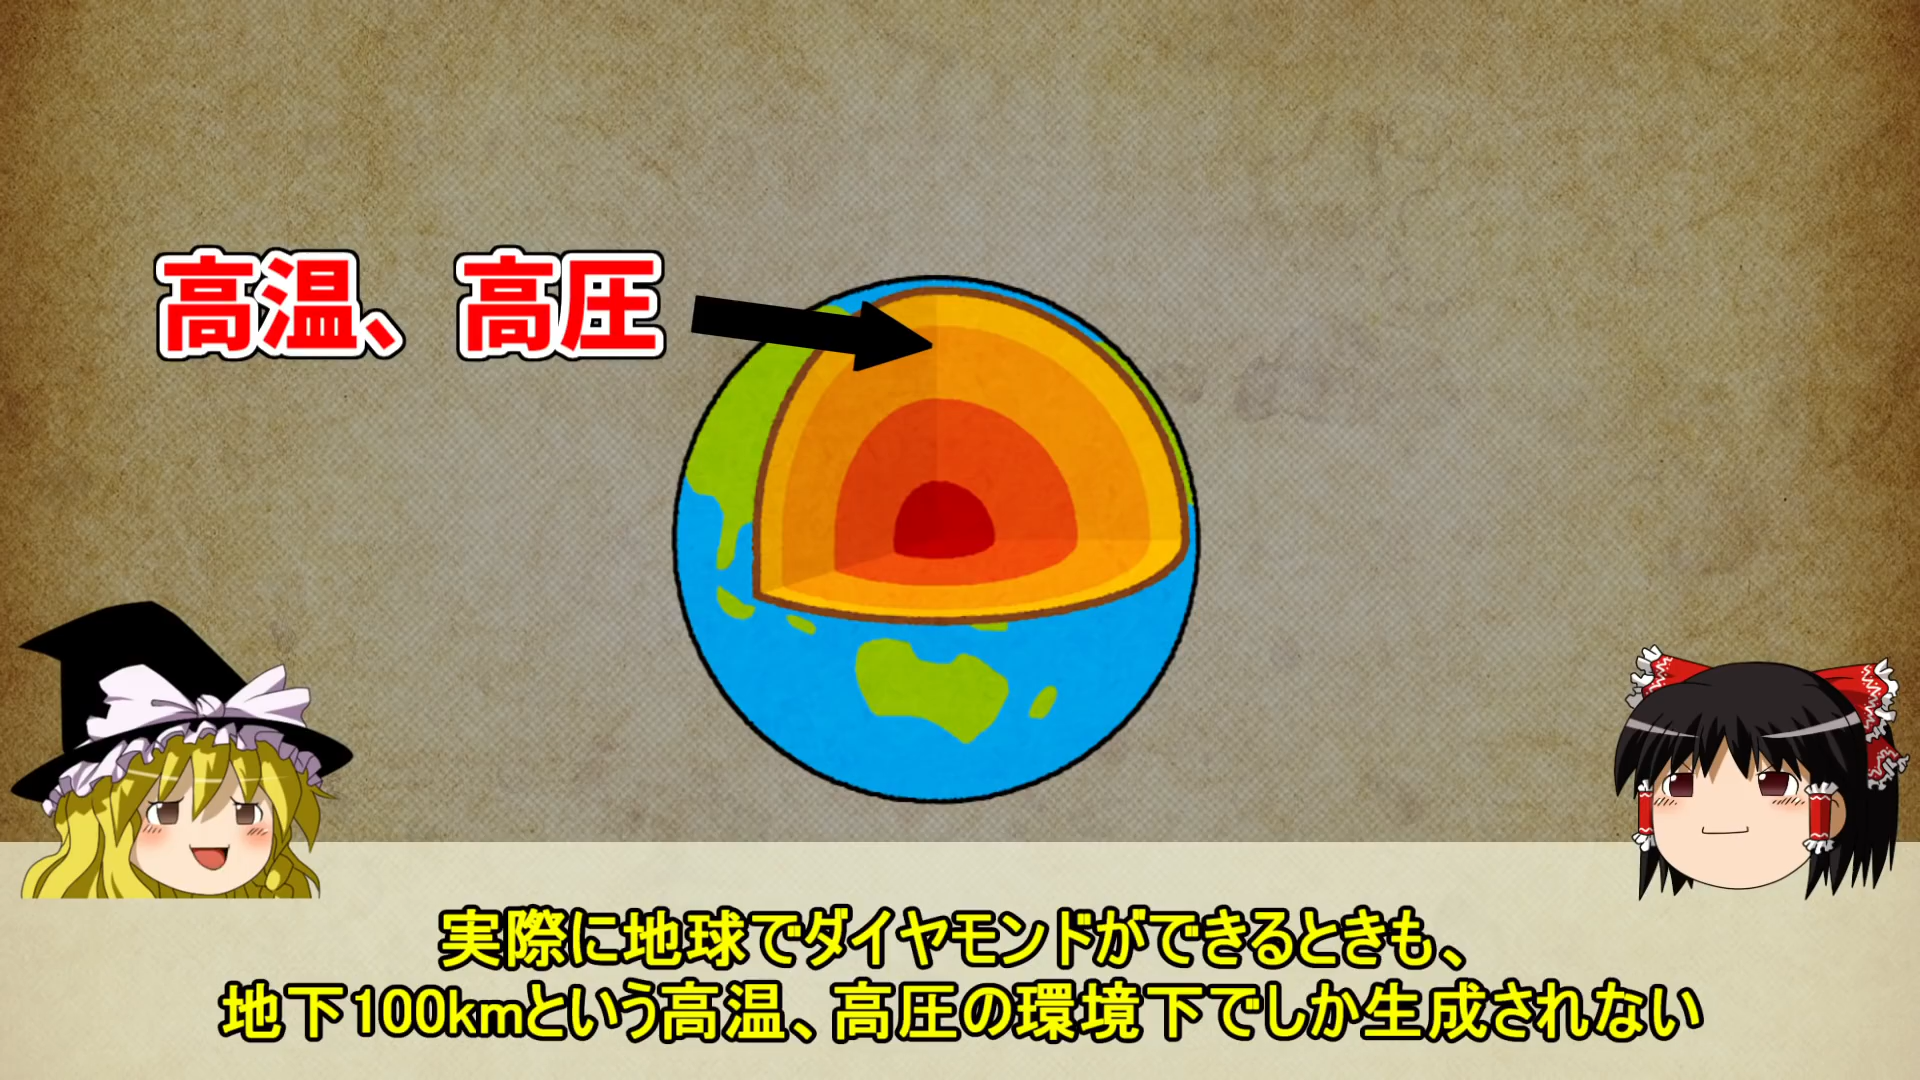 高温、高圧
実際に地球でダイヤモンドができるときも、
地下100kmという高温、高圧の環境下でしか生成されない